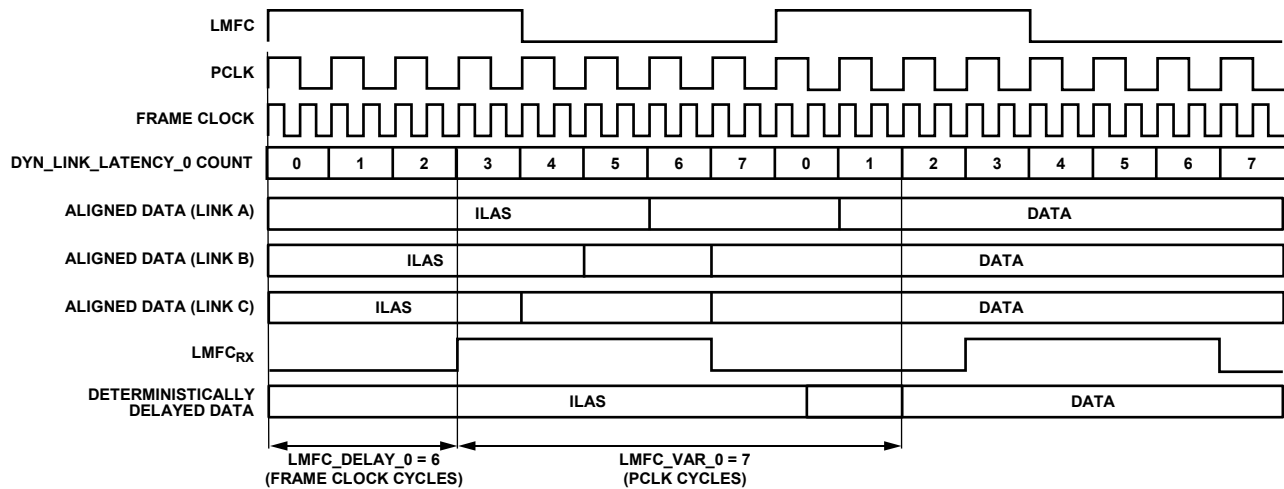 LMFC
PCLK
FRAME CLOCK
DYN_LINK_LATENCY_0 COUNT 0 1 2 3 4 5 6 7 0 1 2 3 4 5 6 7
ALIGNED DATA (LINK A) ILAS DATA
ALIGNED DATA (LINK B) ILAS DATA
ALIGNED DATA (LINK C) ILAS DATA
LMFCRX
DETERMINISTICALLY
DELAYED DATA ILAS DATA
LMFC_DELAY_0 = 6 LMFC_VAR_0 = 7
(FRAME CLOCK CYCLES) (PCLK CYCLES)